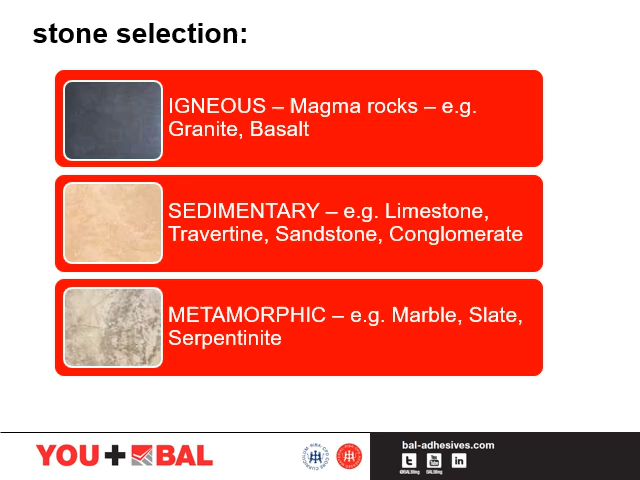 stone selection:
IGNEOUS – Magma rocks – e.g.
Granite, Basalt
SEDIMENTARY – e.g. Limestone,
Travertine, Sandstone, Conglomerate
METAMORPHIC – e.g. Marble, Slate,
Serpentinite
YOU+BAL
bal-adhesives.com